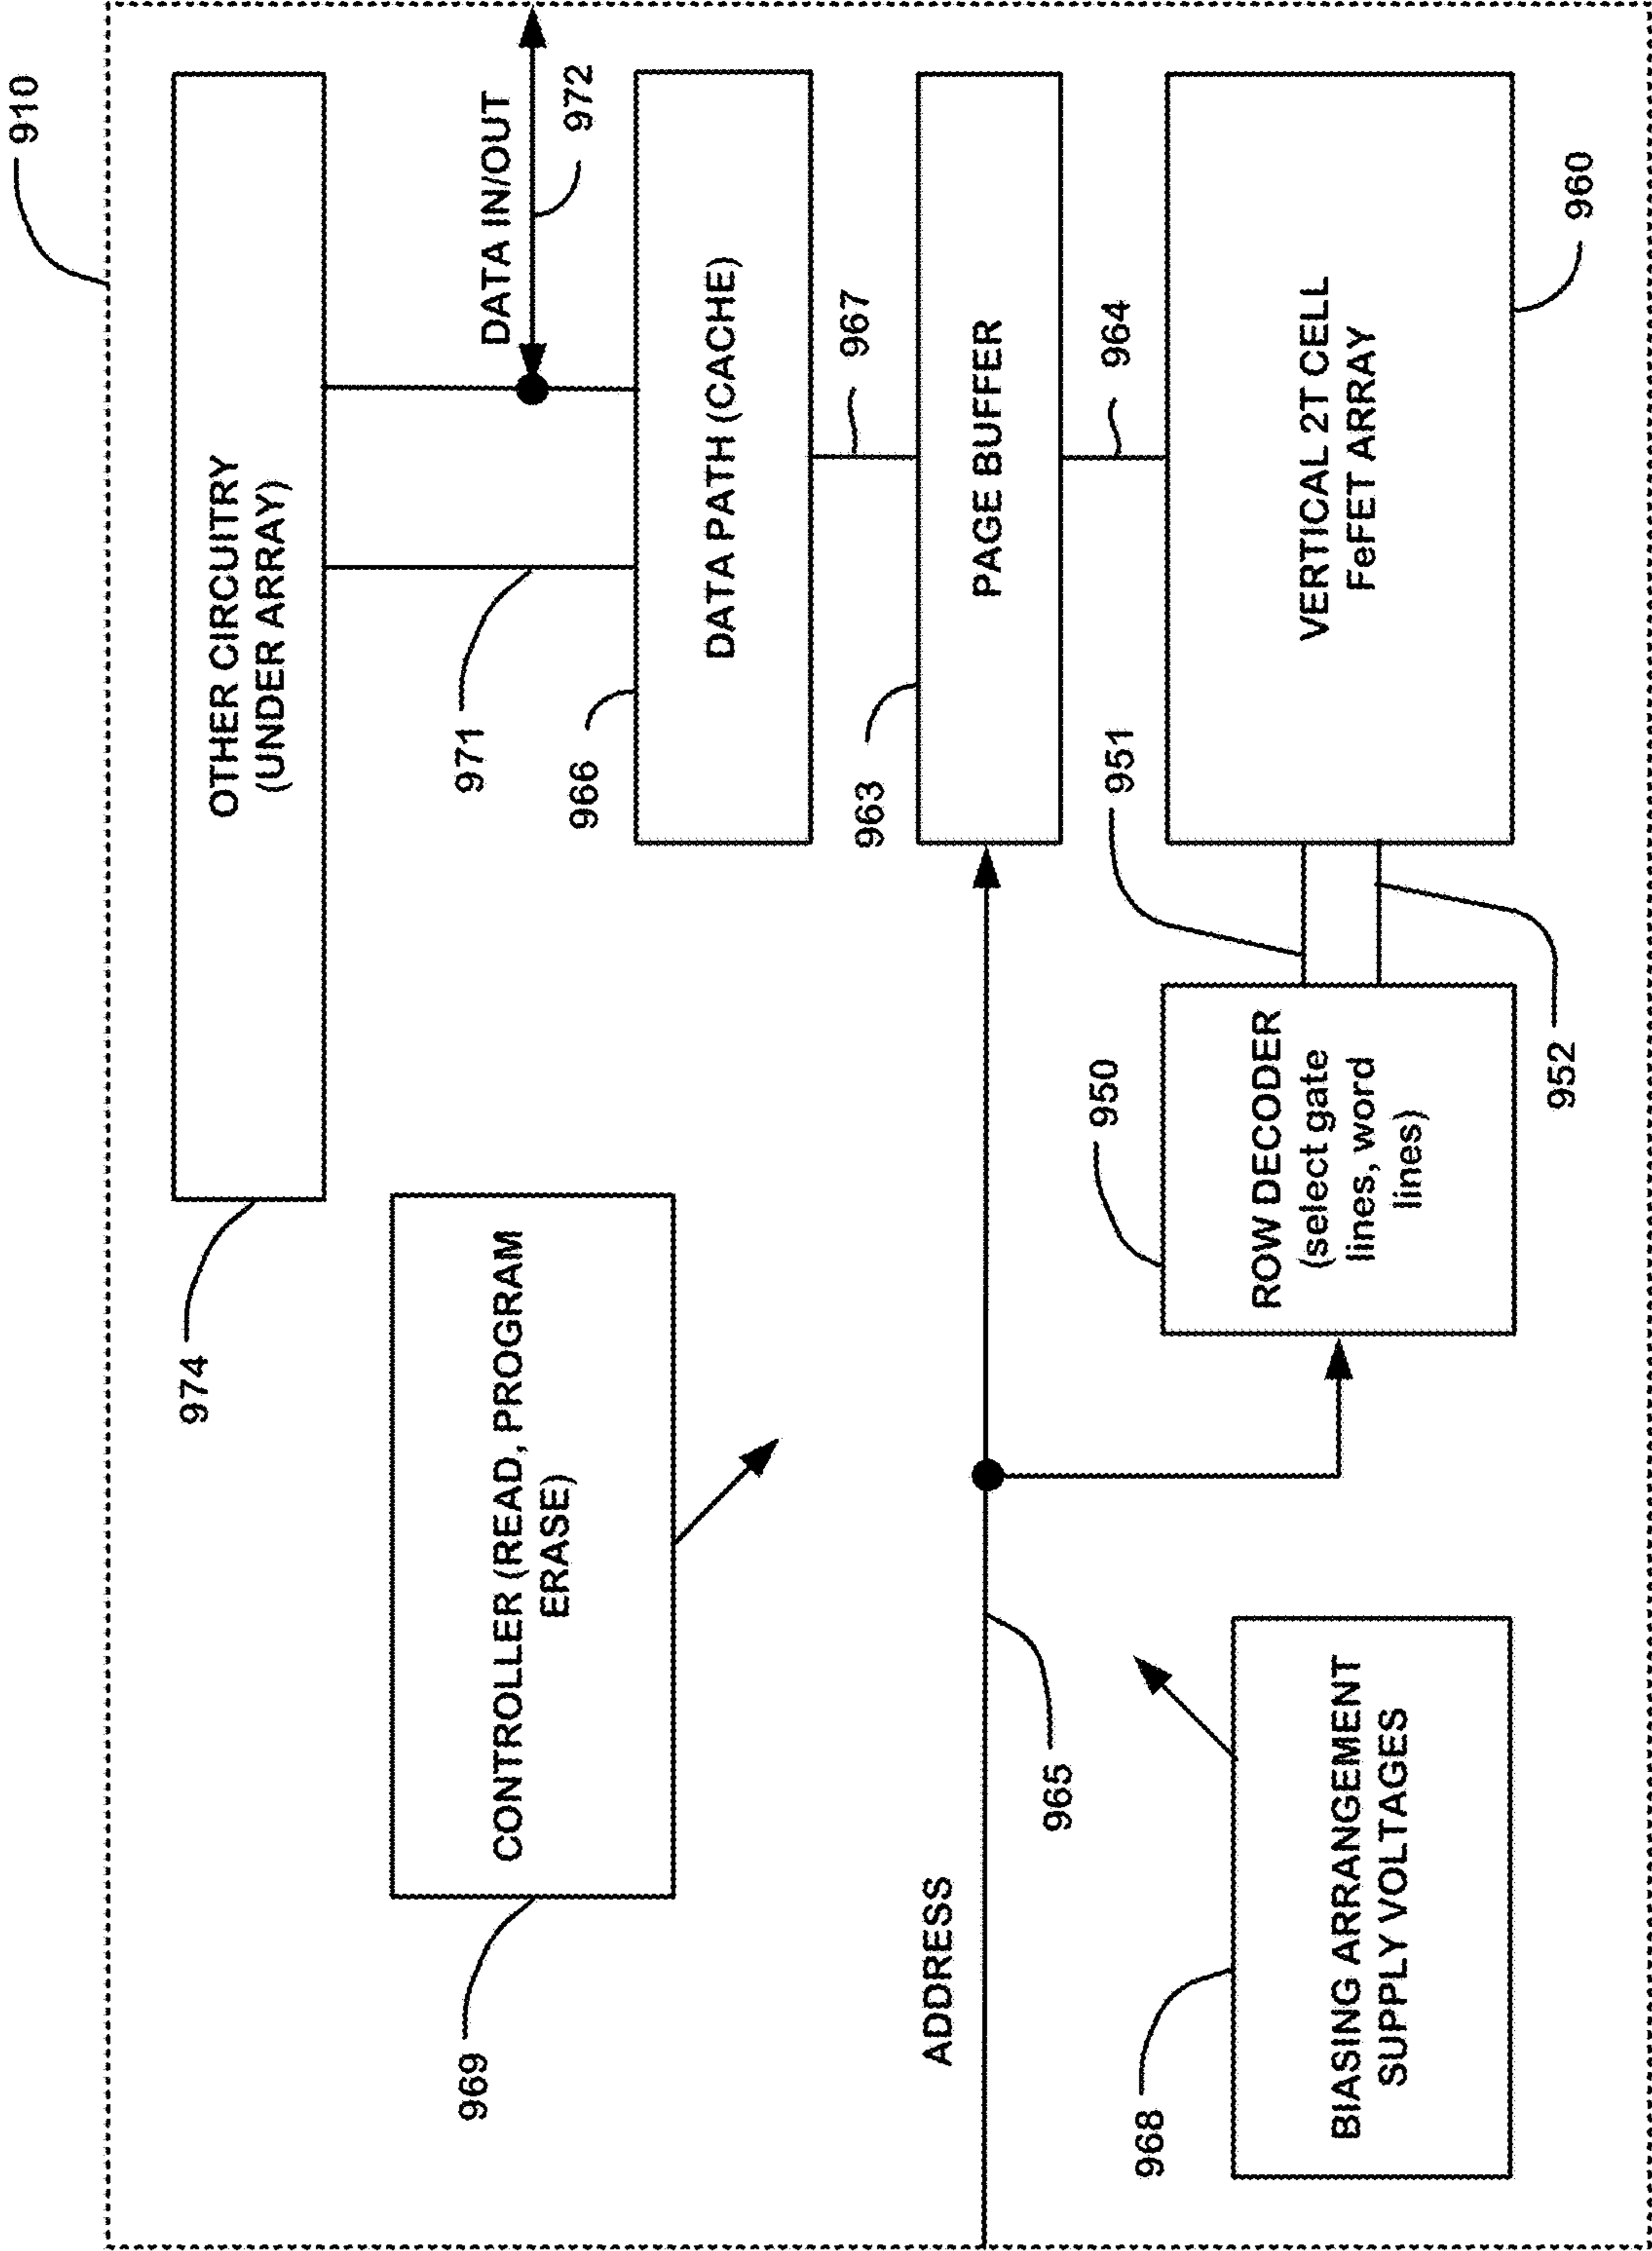 910
OTHER CIRCUITRY
(UNDER ARRAY)
974
DATA IN/OUT
972
971
CONTROLLER (READ, PROGRAM
ERASE)
969
966
DATA PATH (CACHE)
967
963
PAGE BUFFER
ADDRESS
965
964
951
950
ROW DECODER
(select gate
lines, word
lines)
952
VERTICAL 2T CELL
FeFET ARRAY
960
968
BIASING ARRANGEMENT
SUPPLY VOLTAGES